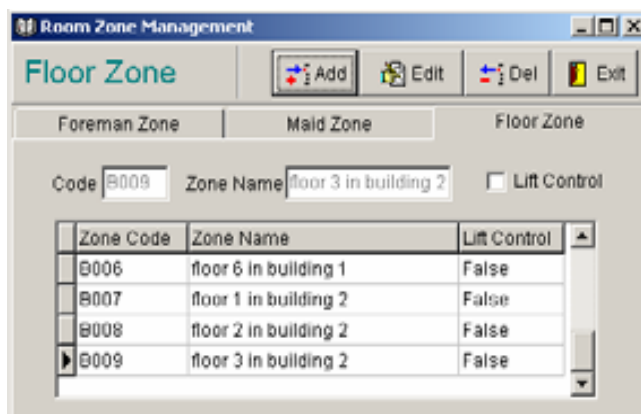 Room Zone Management
Floor Zone Add Edit Del Exit
Foreman Zone Maid Zone Floor Zone
Code B009 Zone Name floor 3 in building 2 Lift Control
Zone Code Zone Name Lift Control
B006 floor 6 in building 1 False
B007 floor 1 in building 2 False
B008 floor 2 in building 2 False
B009 floor 3 in building 2 False